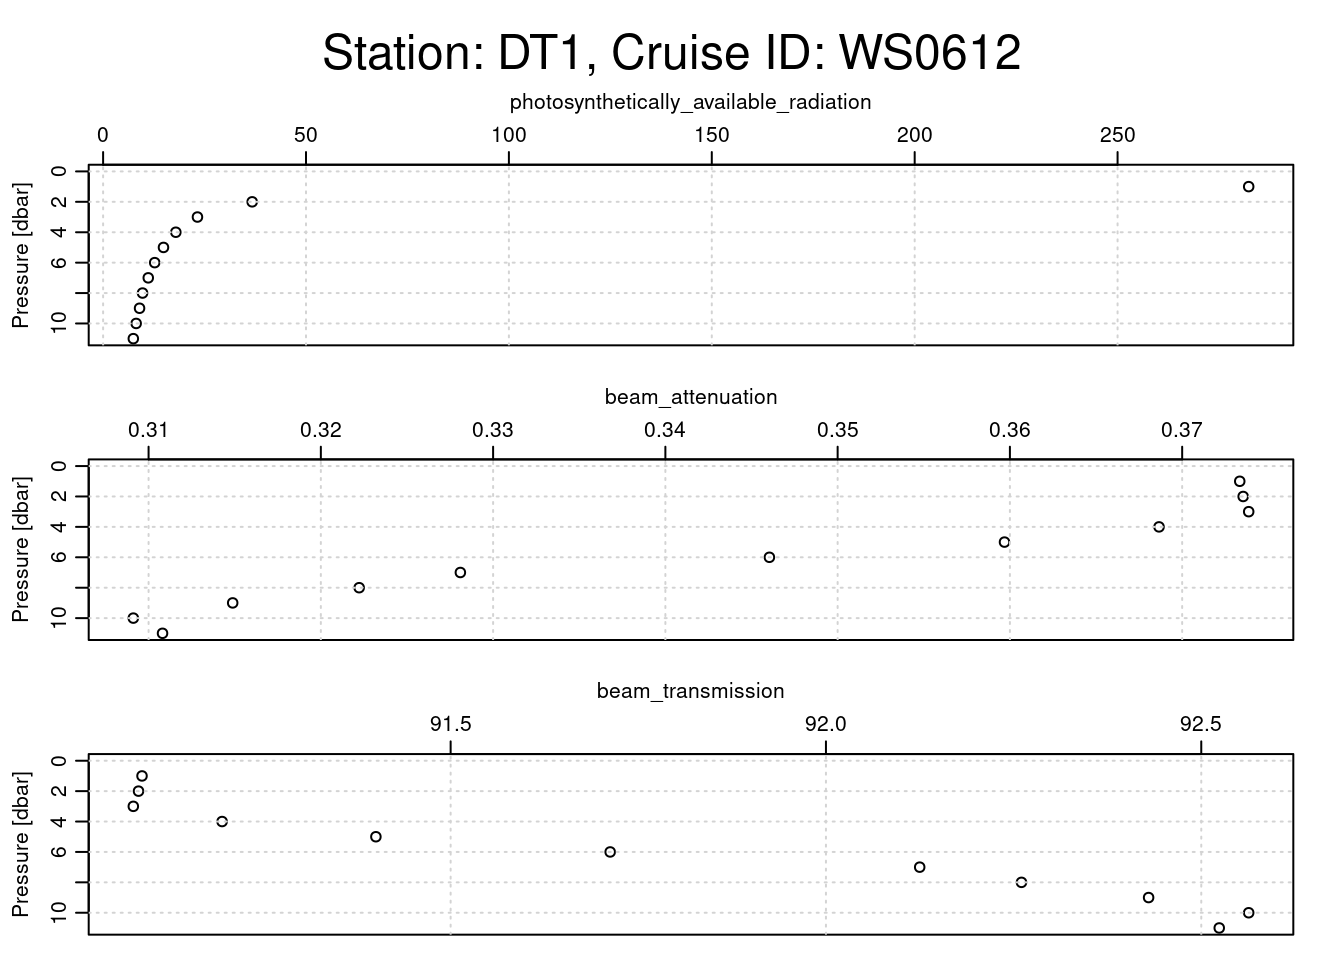 Station: DT1, Cruise ID: WS0612
photosynthetically_available_radiation
0 50 100 150 200 250
Pressure [dbar]
0
2
4
6
10
beam_attenuation
0.31 0.32 0.33 0.34 0.35 0.36 0.37
Pressure [dbar]
0
2
4
6
10
beam_transmission
91.5 92.0 92.5
Pressure [dbar]
0
2
4
6
10